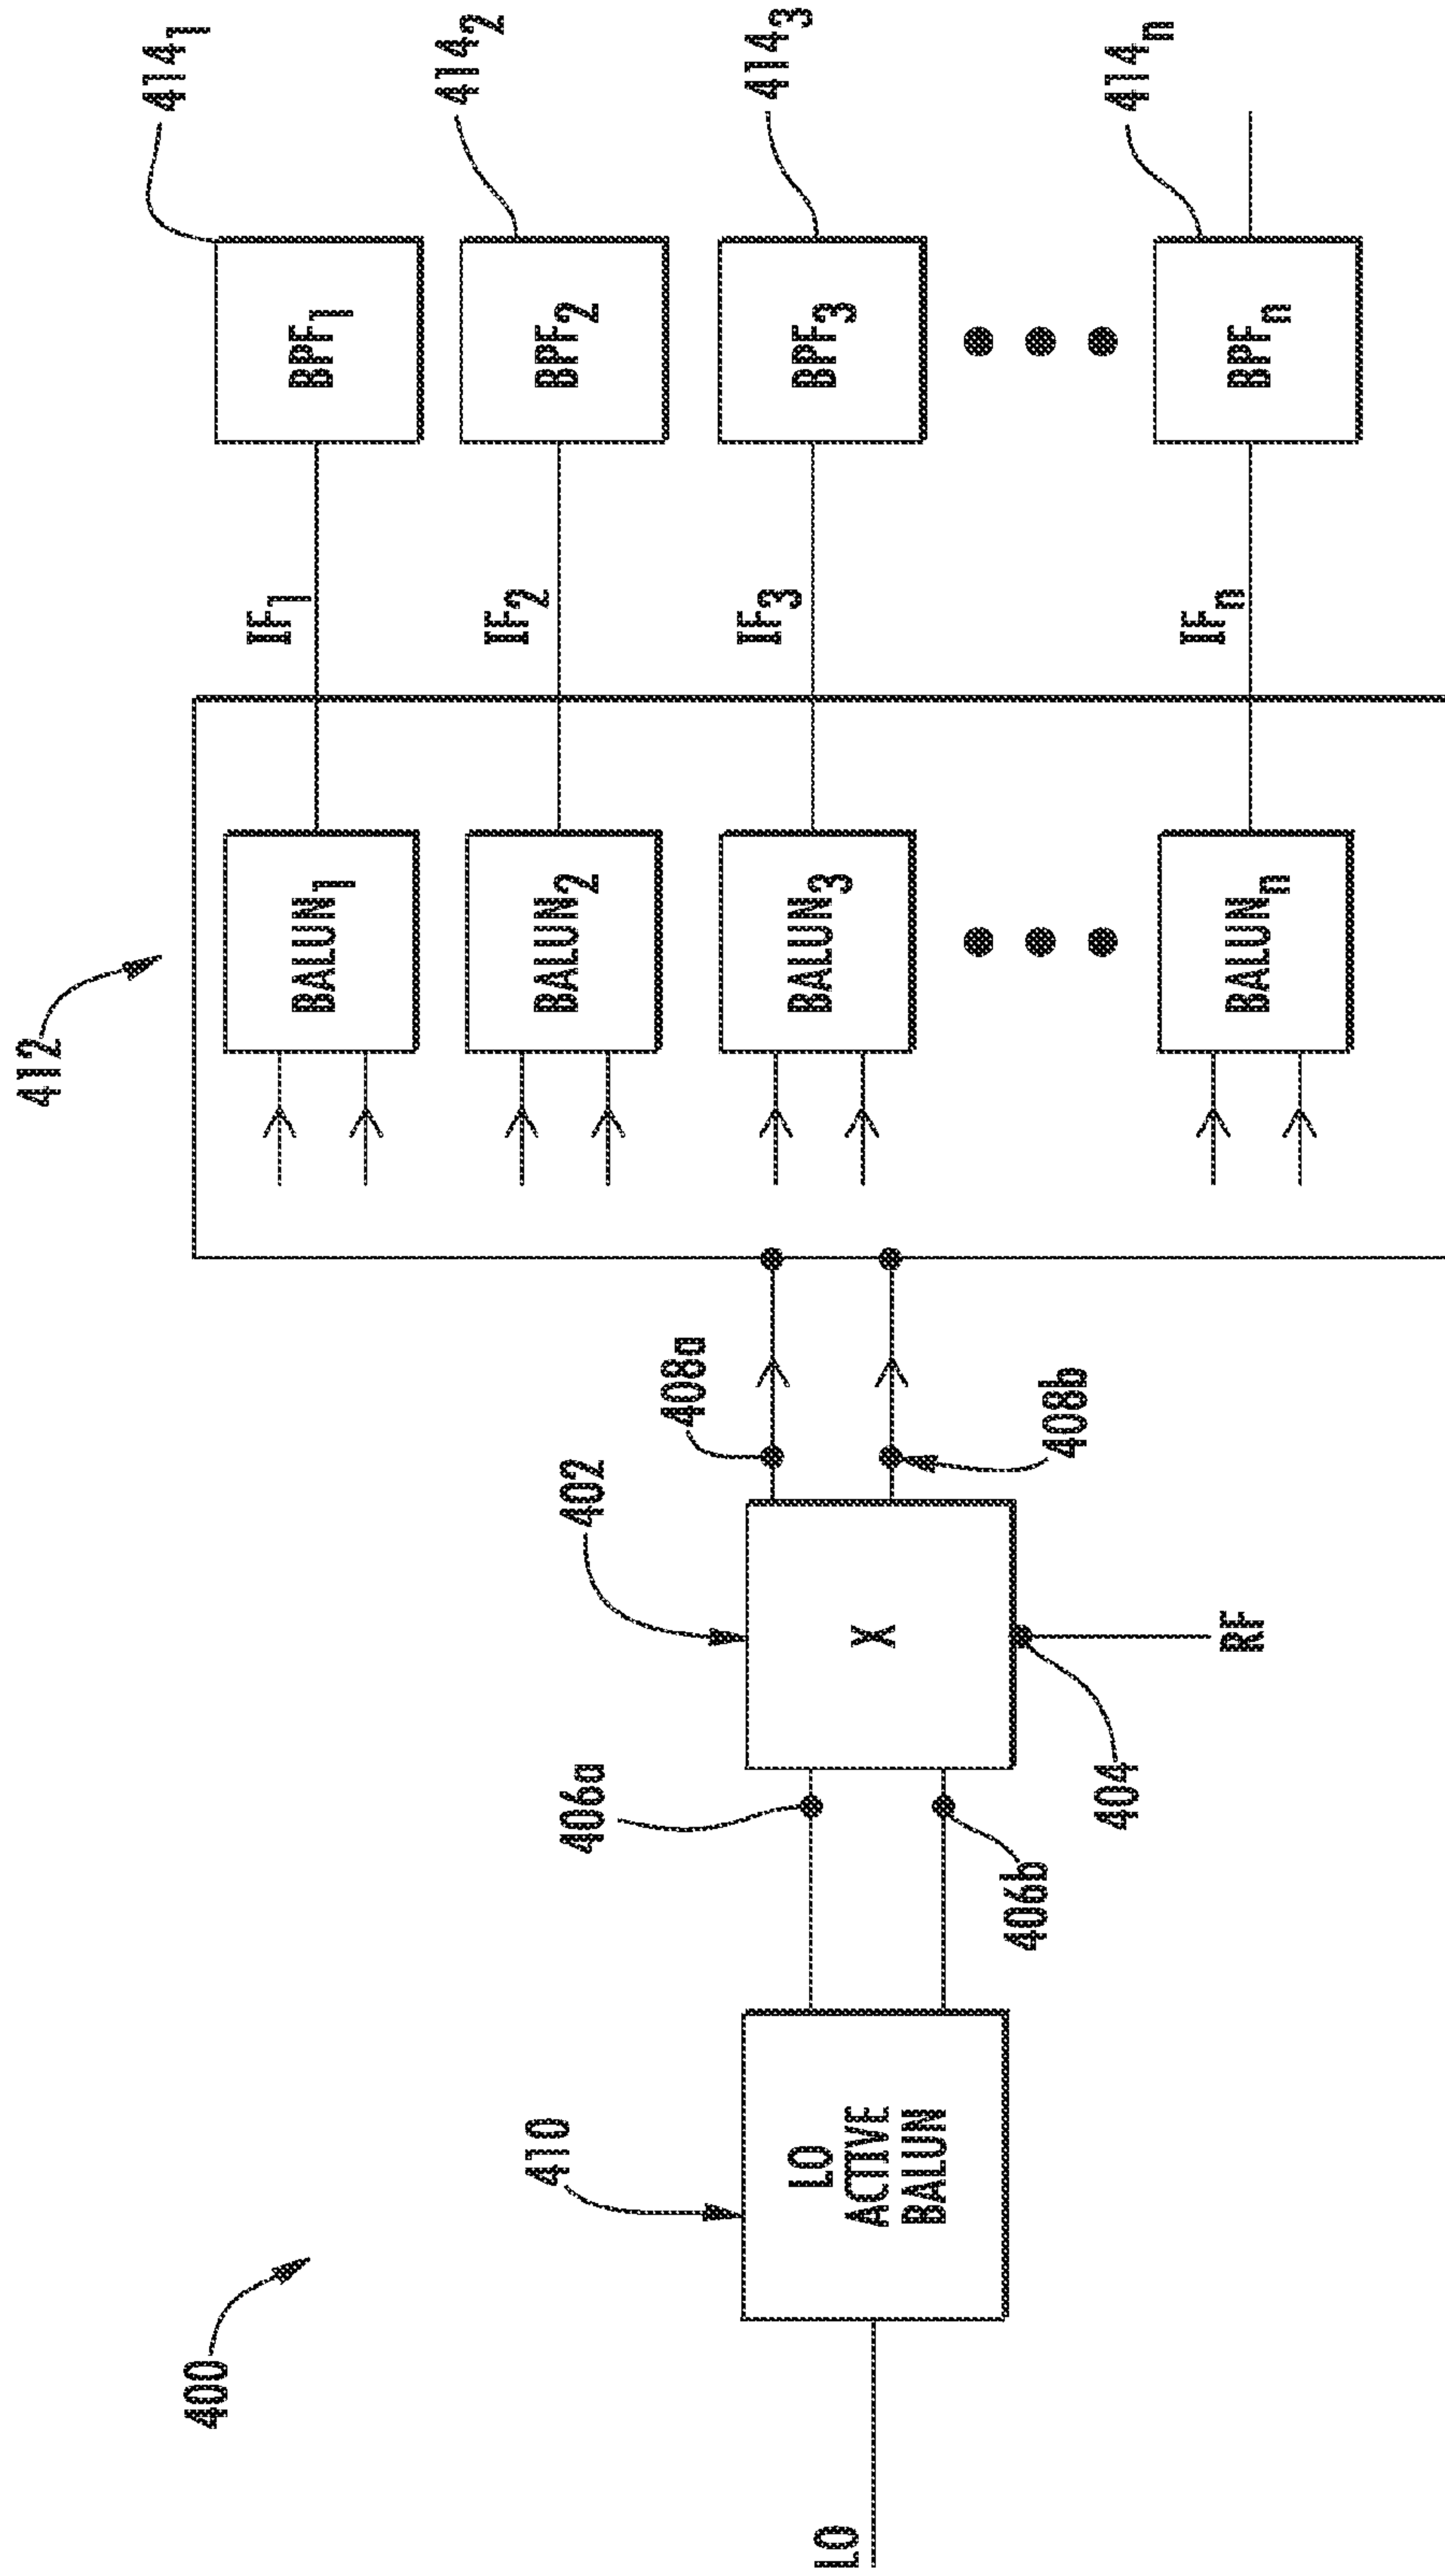 400
LO
410
LO
ACTIVE
BALUN
406a
406b
402
X
404
RF
408a
408b
412
BALUN1
BALUN2
BALUN3
BALUNn
IF1
IF2
IF3
IFn
BPF1
BPF2
BPF3
BPFn
4141
4142
4143
414n